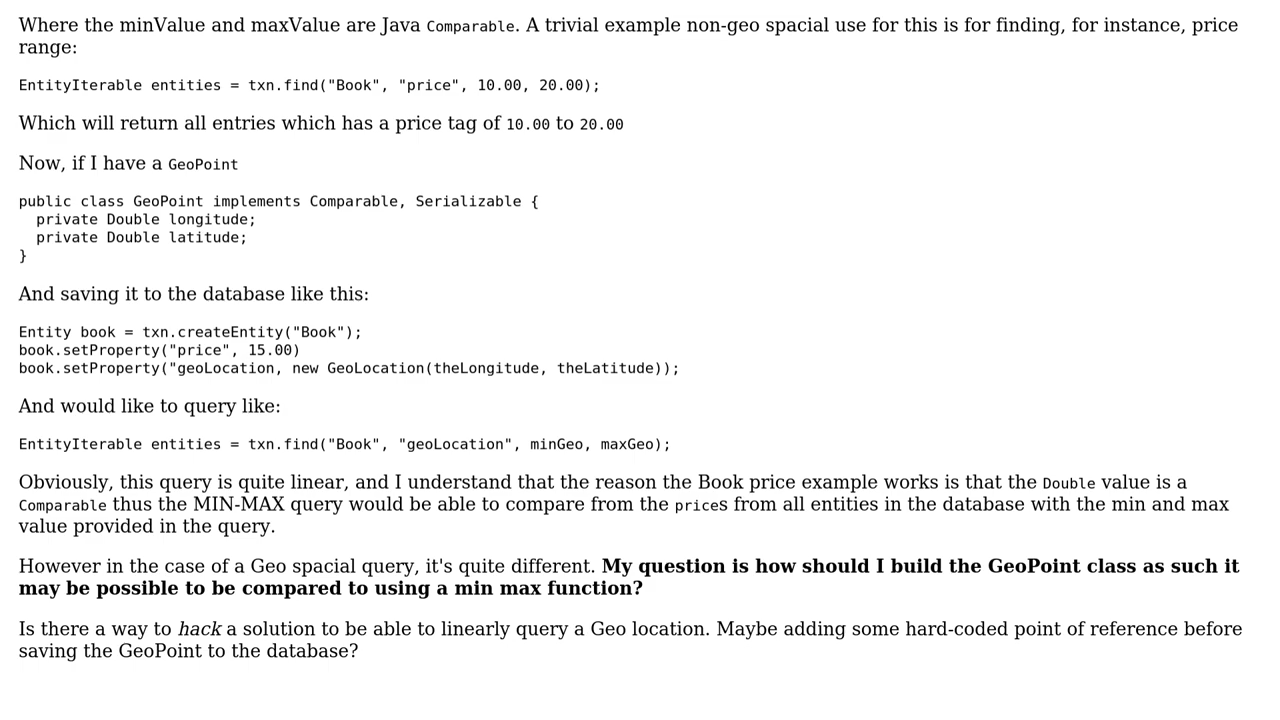 Where the minValue and maxValue are Java Comparable. A trivial example non-geo spacial use for this is for finding, for instance, price
range:
EntityIterable entities = txn.find("Book", "price", 10.00, 20.00);
Which will return all entries which has a price tag of 10.00 to 20.00
Now, if I have a GeoPoint
public class GeoPoint implements Comparable, Serializable {
  private Double longitude;
  private Double latitude;
}
And saving it to the database like this:
Entity book = txn.createEntity("Book");
book.setProperty("price", 15.00)
book.setProperty("geoLocation, new GeoLocation(theLongitude, theLatitude));
And would like to query like:
EntityIterable entities = txn.find("Book", "geoLocation", minGeo, maxGeo);
Obviously, this query is quite linear, and I understand that the reason the Book price example works is that the Double value is a
Comparable thus the MIN-MAX query would be able to compare from the prices from all entities in the database with the min and max
value provided in the query.
However in the case of a Geo spacial query, it's quite different. My question is how should I build the GeoPoint class as such it
may be possible to be compared to using a min max function?
Is there a way to hack a solution to be able to linearly query a Geo location. Maybe adding some hard-coded point of reference before
saving the GeoPoint to the database?